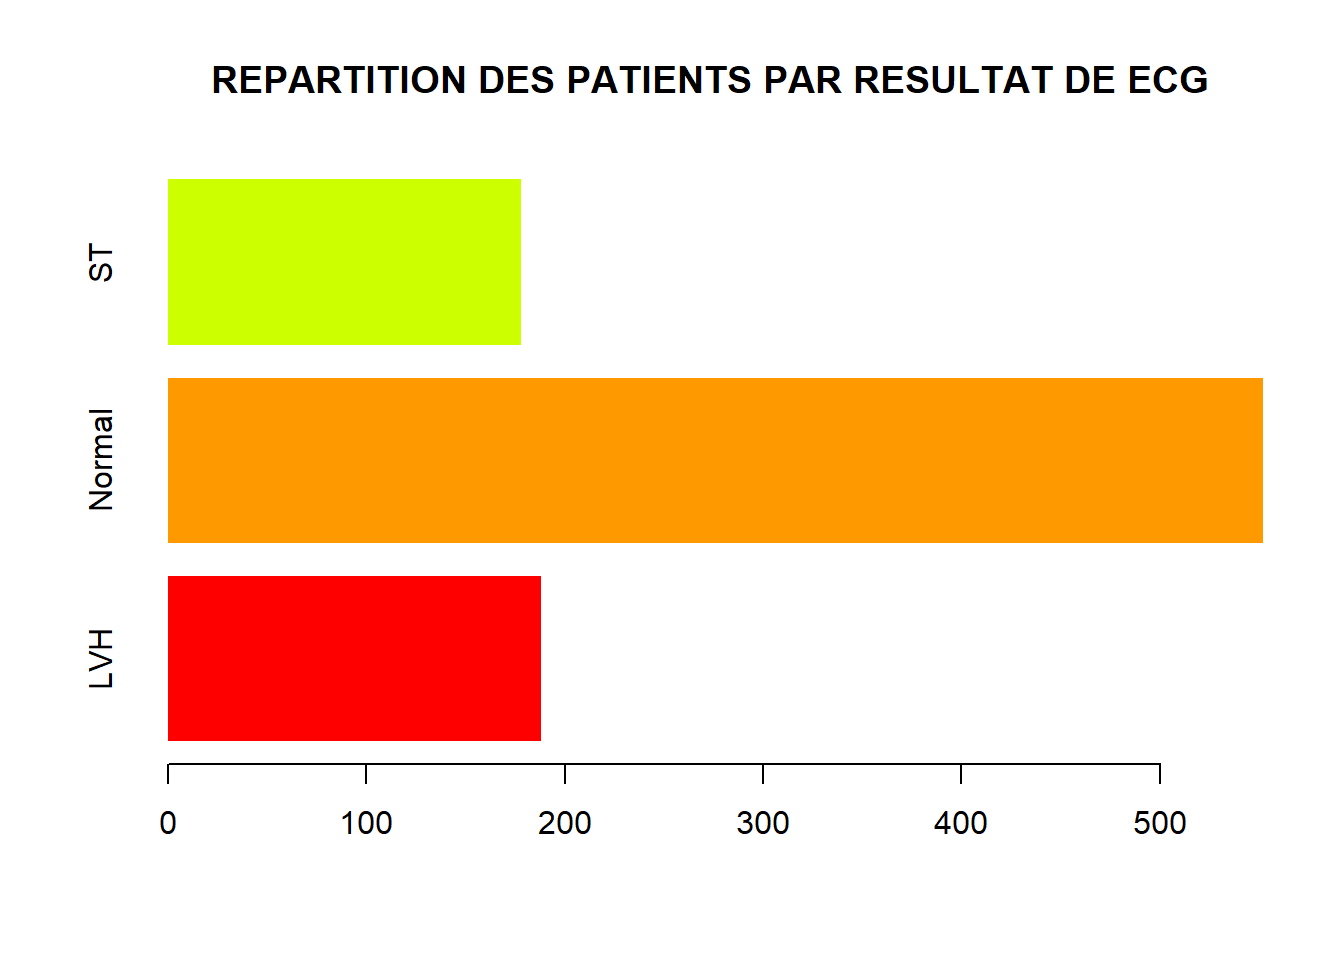 REPARTITION DES PATIENTS PAR RESULTAT DE ECG
ST
Normal
LVH
0 100 200 300 400 500